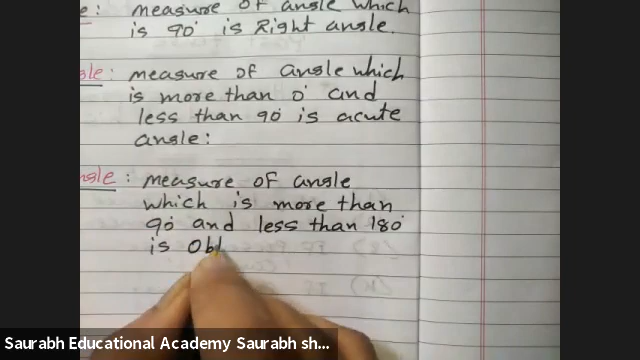 e: measure of angle which
is 90° is Right angle.
gle: measure of angle which
is more than 0° and
less than 90° is acute
angle:
ngle: measure of angle
which is more than
90° and less than 180°
is Ob
Saurabh Educational Academy Saurabh sh...